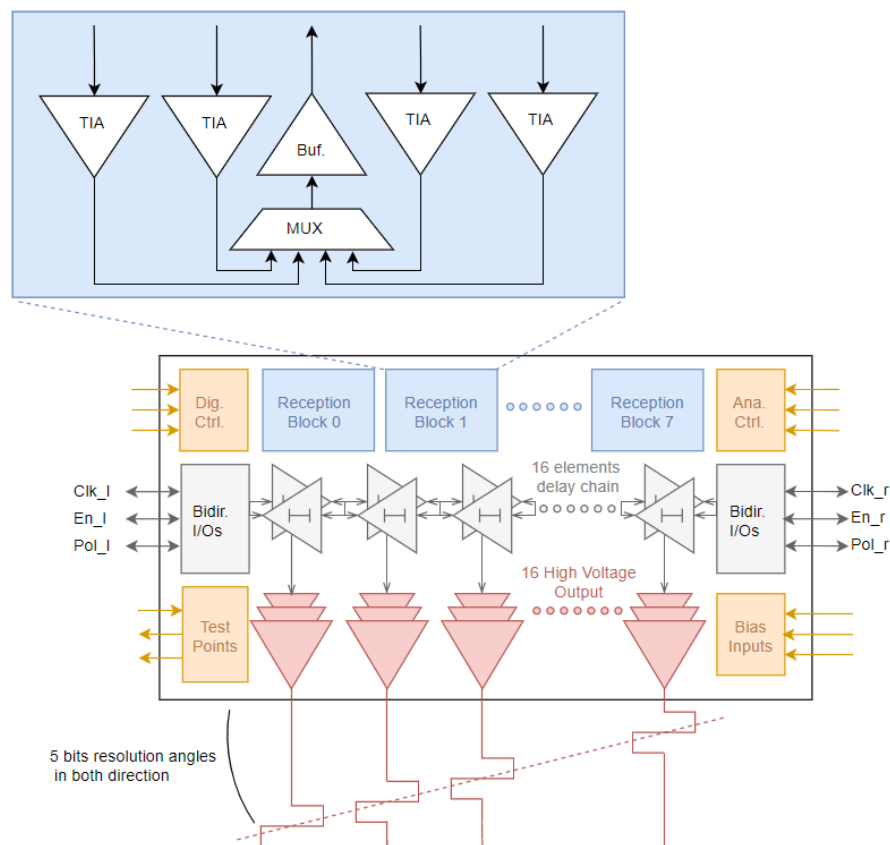 TIA
TIA
Buf.
TIA
TIA
MUX
Dig.
Ctrl.
Reception
Block 0
Reception
Block 1
Reception
Block 7
Ana.
Ctrl.
Clk_l
En_l
Pol_l
Bidir.
I/Os
16 elements
delay chain
Bidir.
I/Os
Clk_r
En_r
Pol_r
Test
Points
16 High Voltage
Output
Bias
Inputs
5 bits resolution angles
in both direction